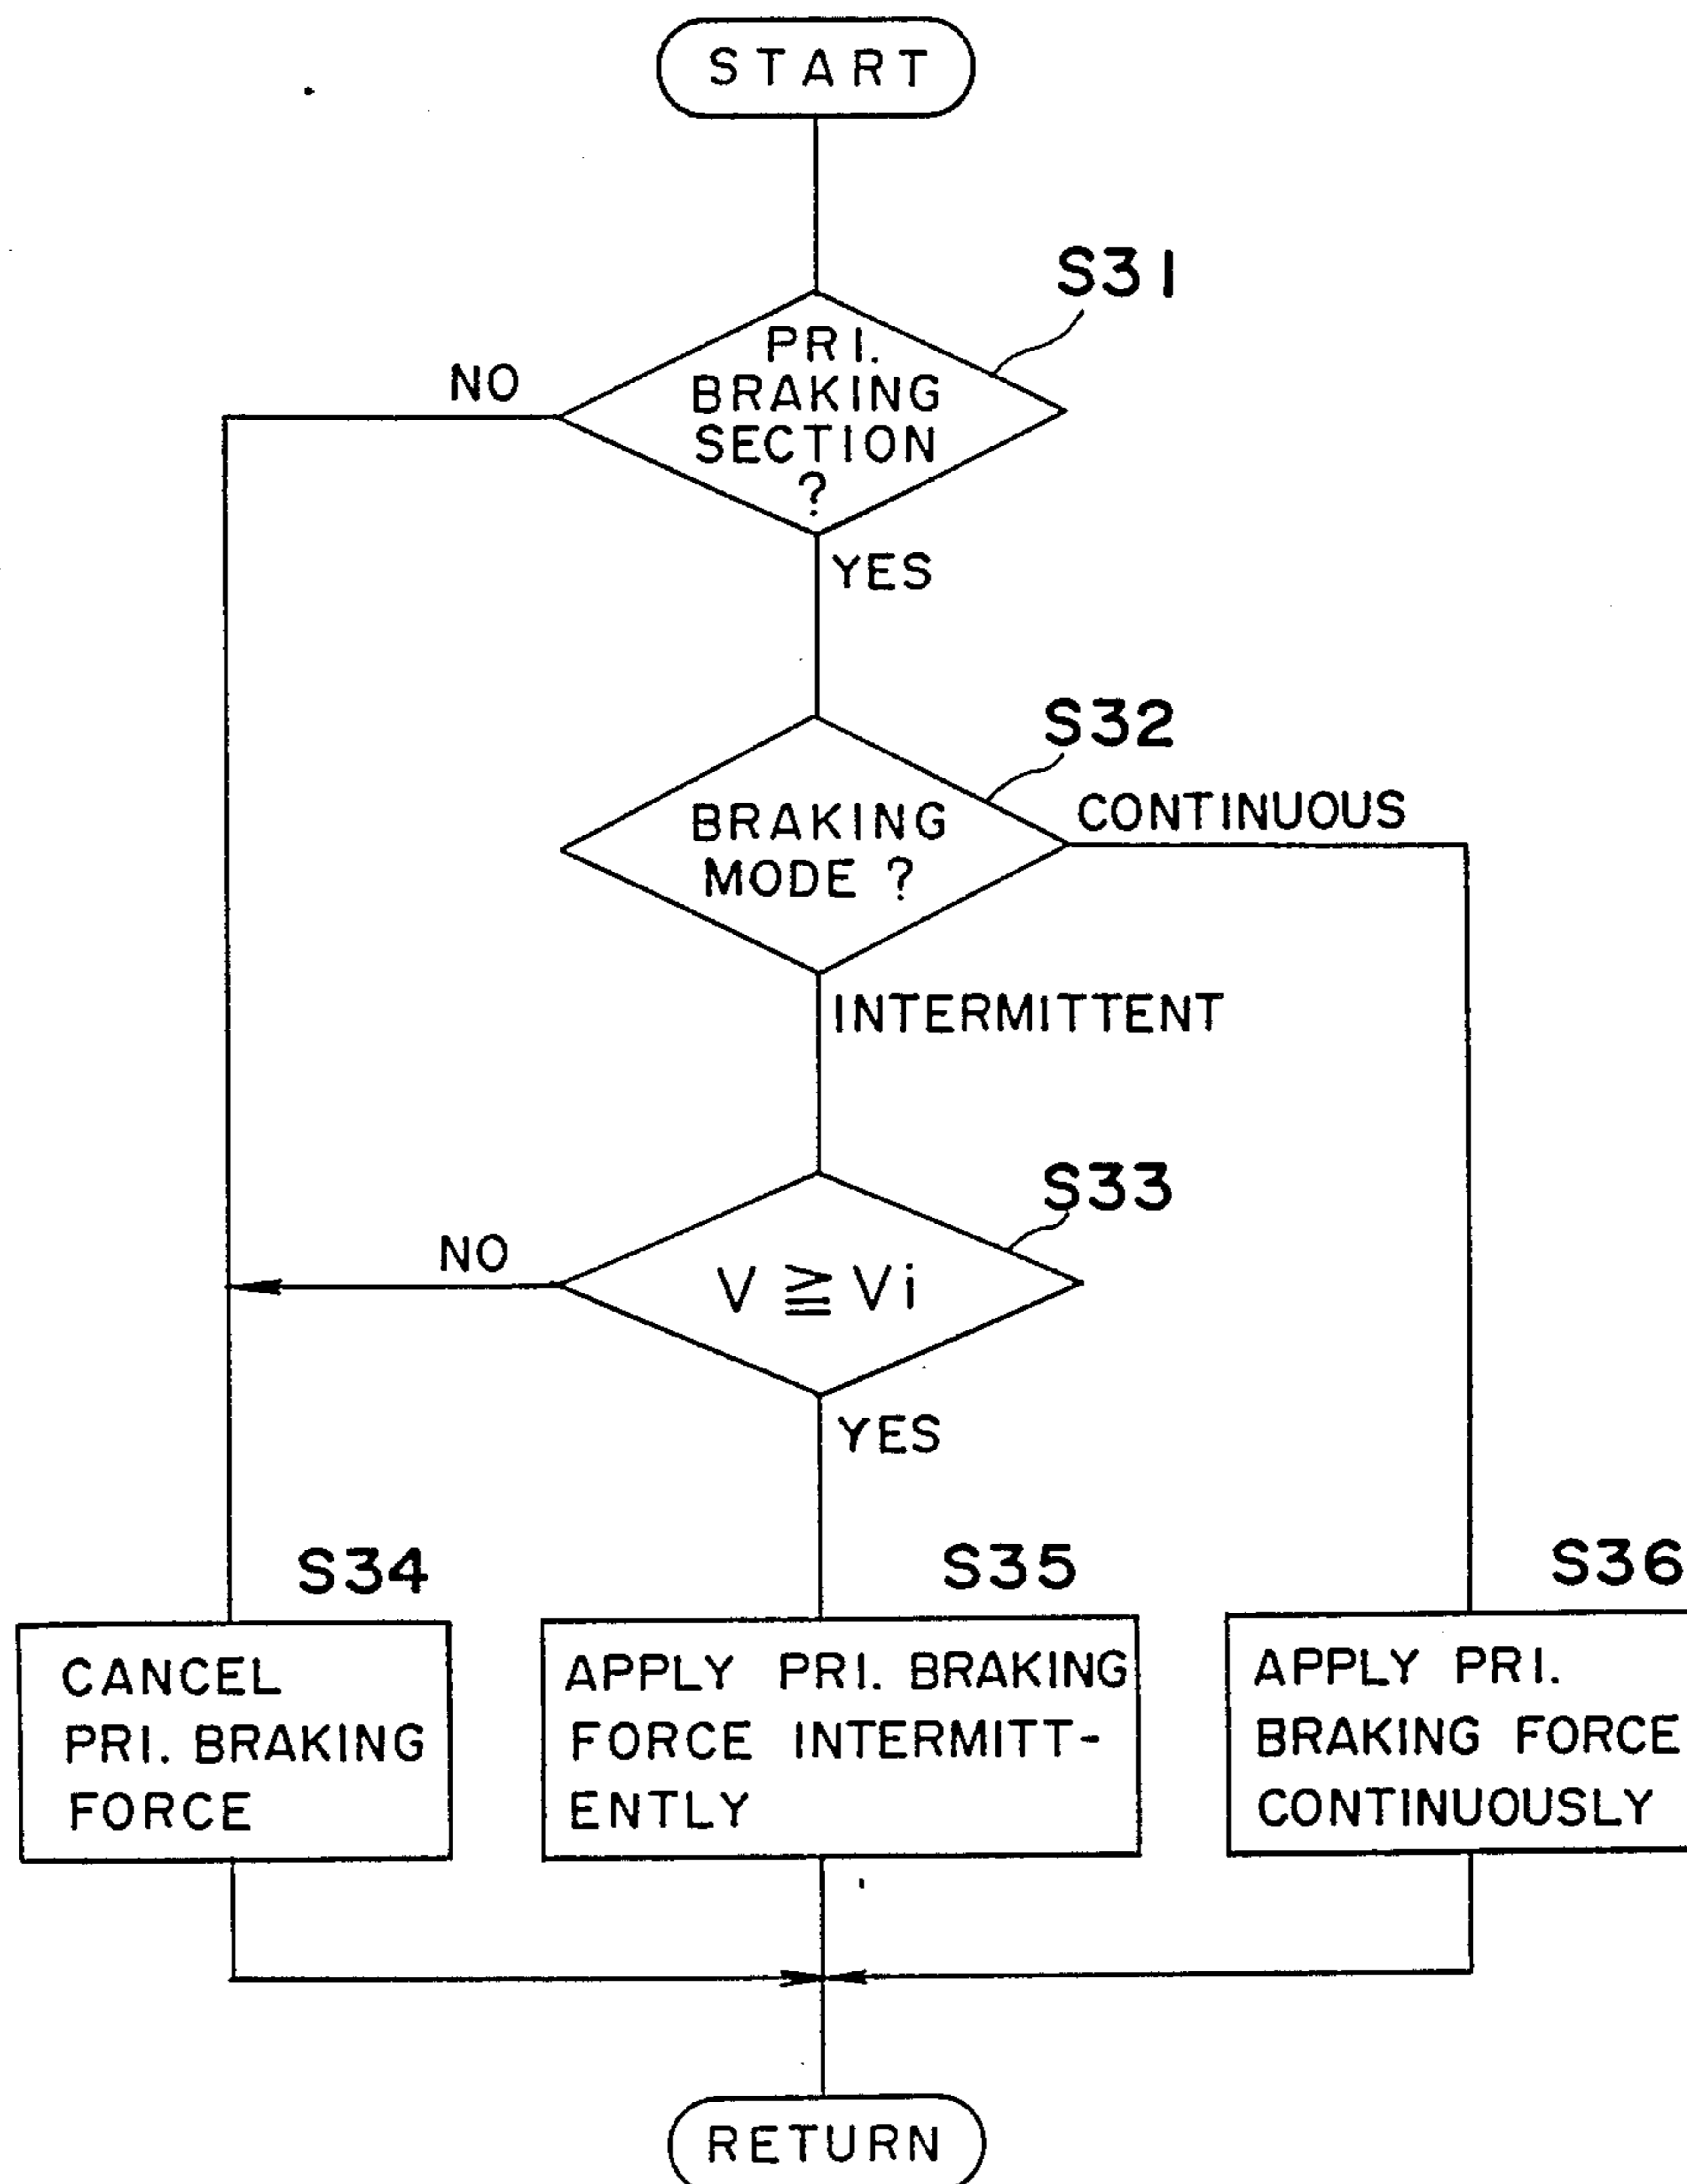 START
S31
PRI.
BRAKING
SECTION
?
NO
YES
S32
BRAKING
MODE ?
CONTINUOUS
INTERMITTENT
S33
V ≧ Vi
NO
YES
S34
CANCEL
PRI. BRAKING
FORCE
S35
APPLY PRI. BRAKING
FORCE INTERMITT-
ENTLY
S36
APPLY PRI.
BRAKING FORCE
CONTINUOUSLY
RETURN